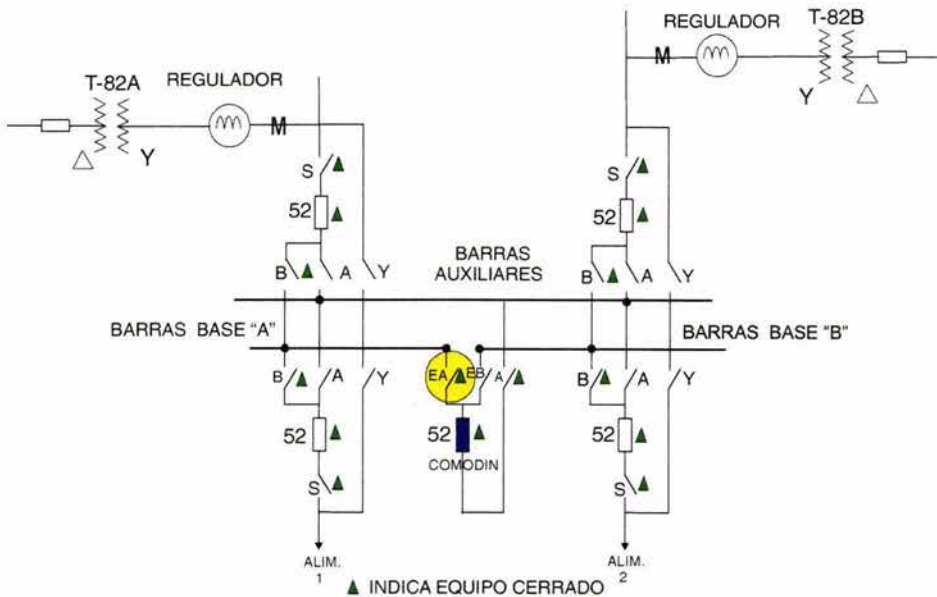 T-82B
REGULADOR
M
Y
T-82A
REGULADOR
M
Y
S
52
S
52
BARRAS
AUXILIARES
B A Y
B A Y
BARRAS BASE "A"
BARRAS BASE "B"
B A Y
EA EB A
B A Y
52
52
COMODIN
52
S
S
ALIM.
1
ALIM.
2
INDICA EQUIPO CERRADO